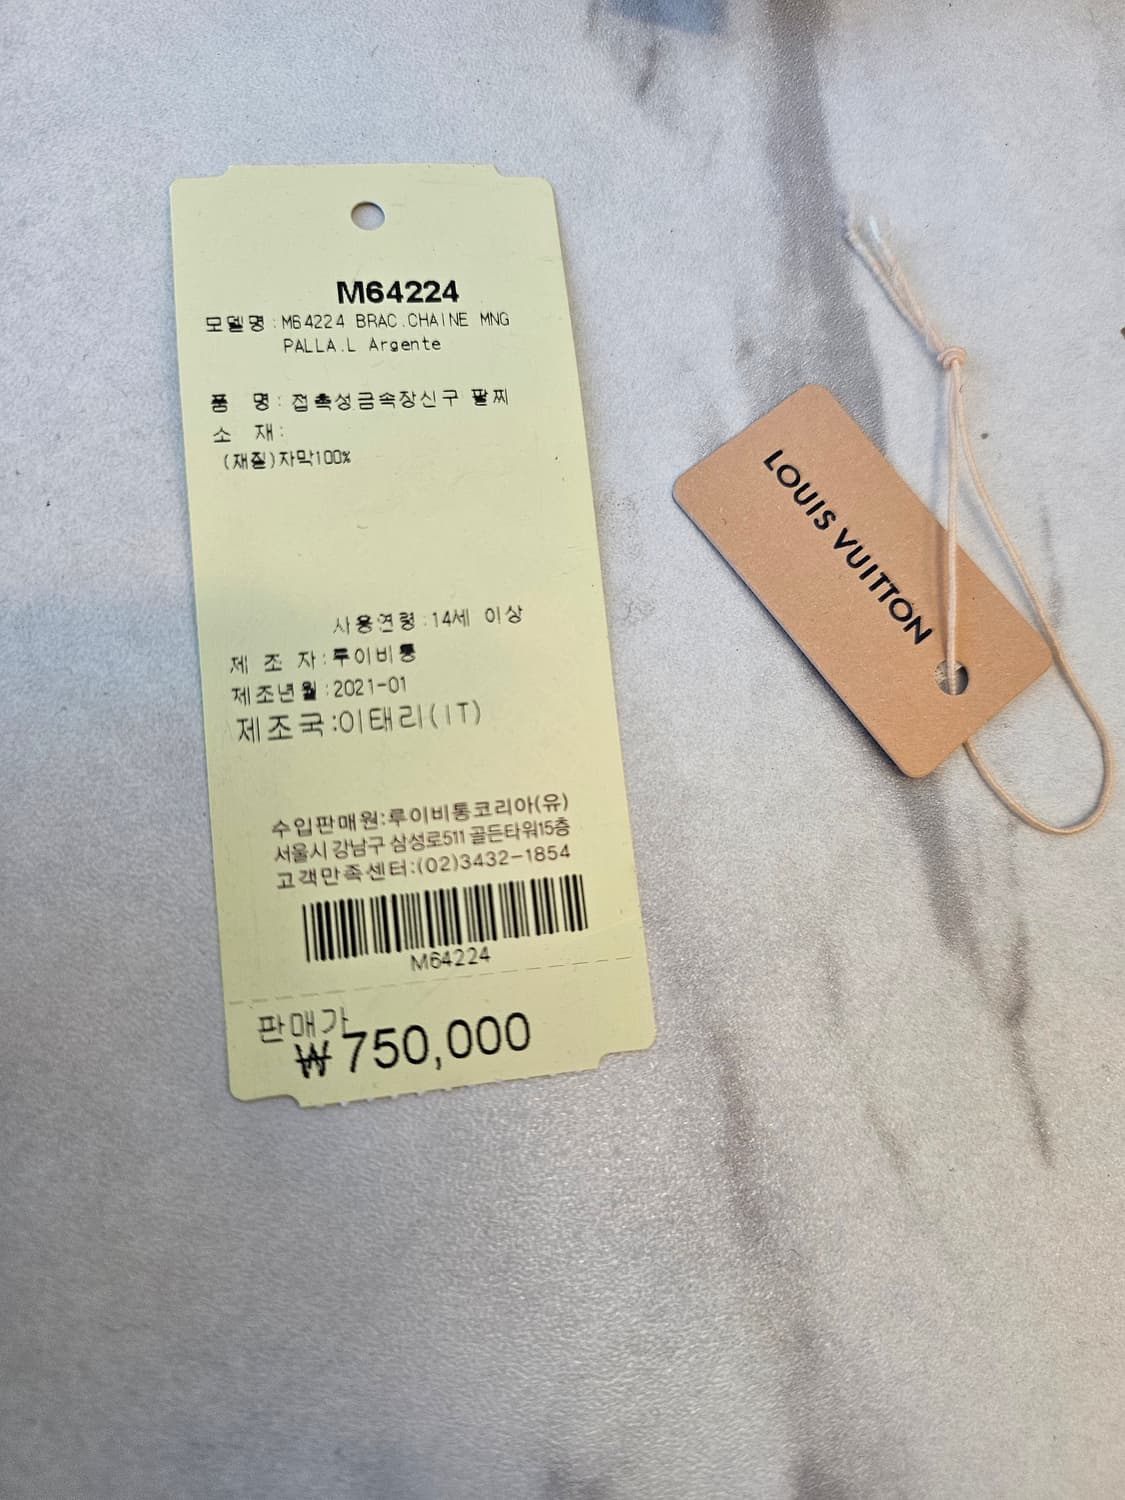 M64224
모델명:M64224 BRAC.CHAINE MNG
PALLA.L Argente
품 명:접촉성금속장신구 팔찌
소 재:
(재질)자막100%
사용연령:14세 이상
제 조 자:루이비통
제조년월:2021-01
제조국:이태리(IT)
수입판매원:루이비통코리아(유)
서울시 강남구 삼성로511 골든타워15층
고객만족센터:(02)3432-1854
M64224
판매가
₩750,000
LOUIS VUITTON